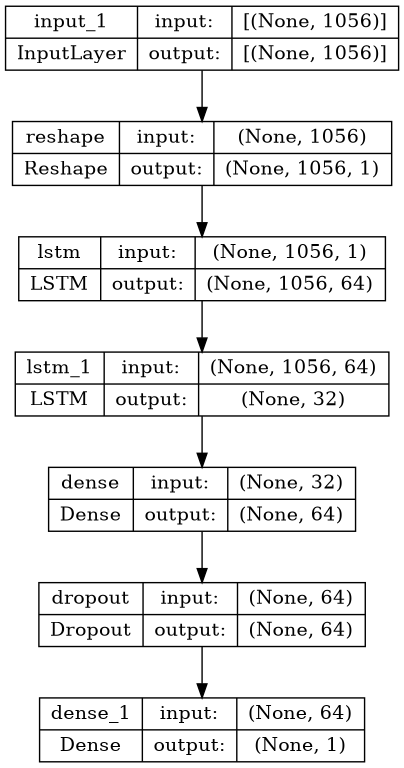 input_1 input: [(None, 1056)]
InputLayer output: [(None, 1056)]
reshape input: (None, 1056)
Reshape output: (None, 1056, 1)
lstm input: (None, 1056, 1)
LSTM output: (None, 1056, 64)
lstm_1 input: (None, 1056, 64)
LSTM output: (None, 32)
dense input: (None, 32)
Dense output: (None, 64)
dropout input: (None, 64)
Dropout output: (None, 64)
dense_1 input: (None, 64)
Dense output: (None, 1)